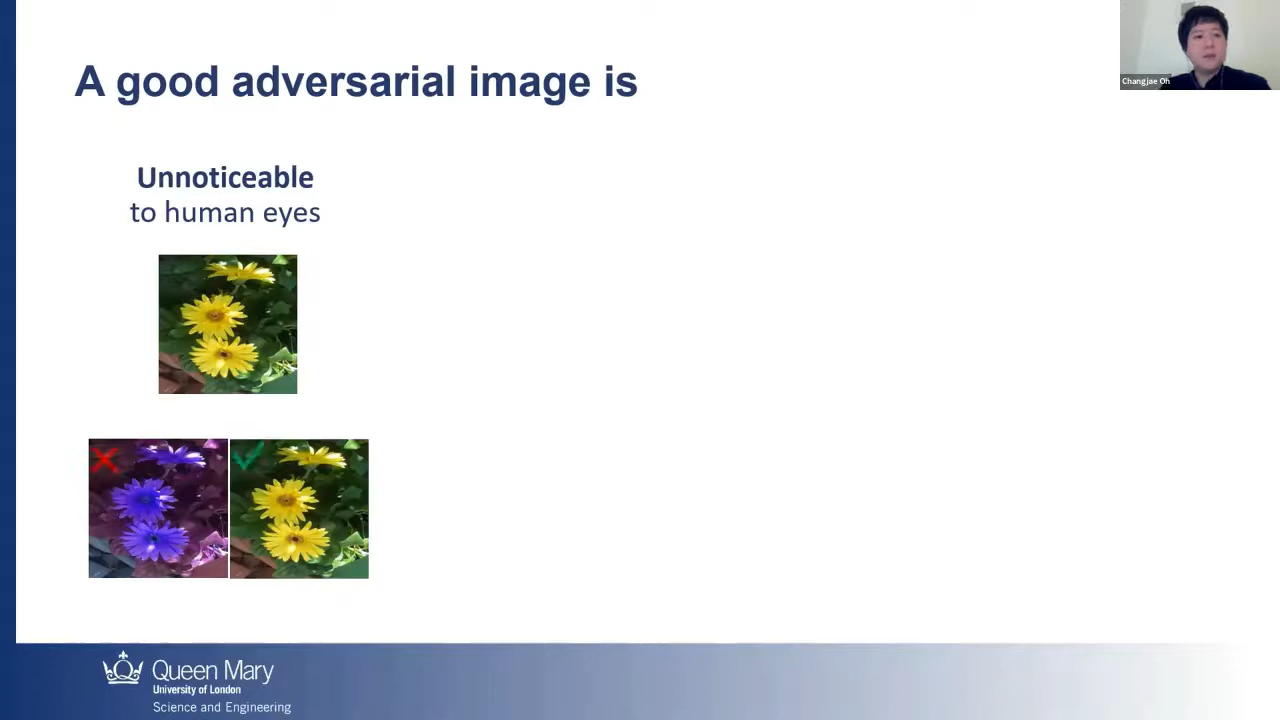 A good adversarial image is
Changjae Oh
Unnoticeable
to human eyes
Queen Mary
University of London
Science and Engineering